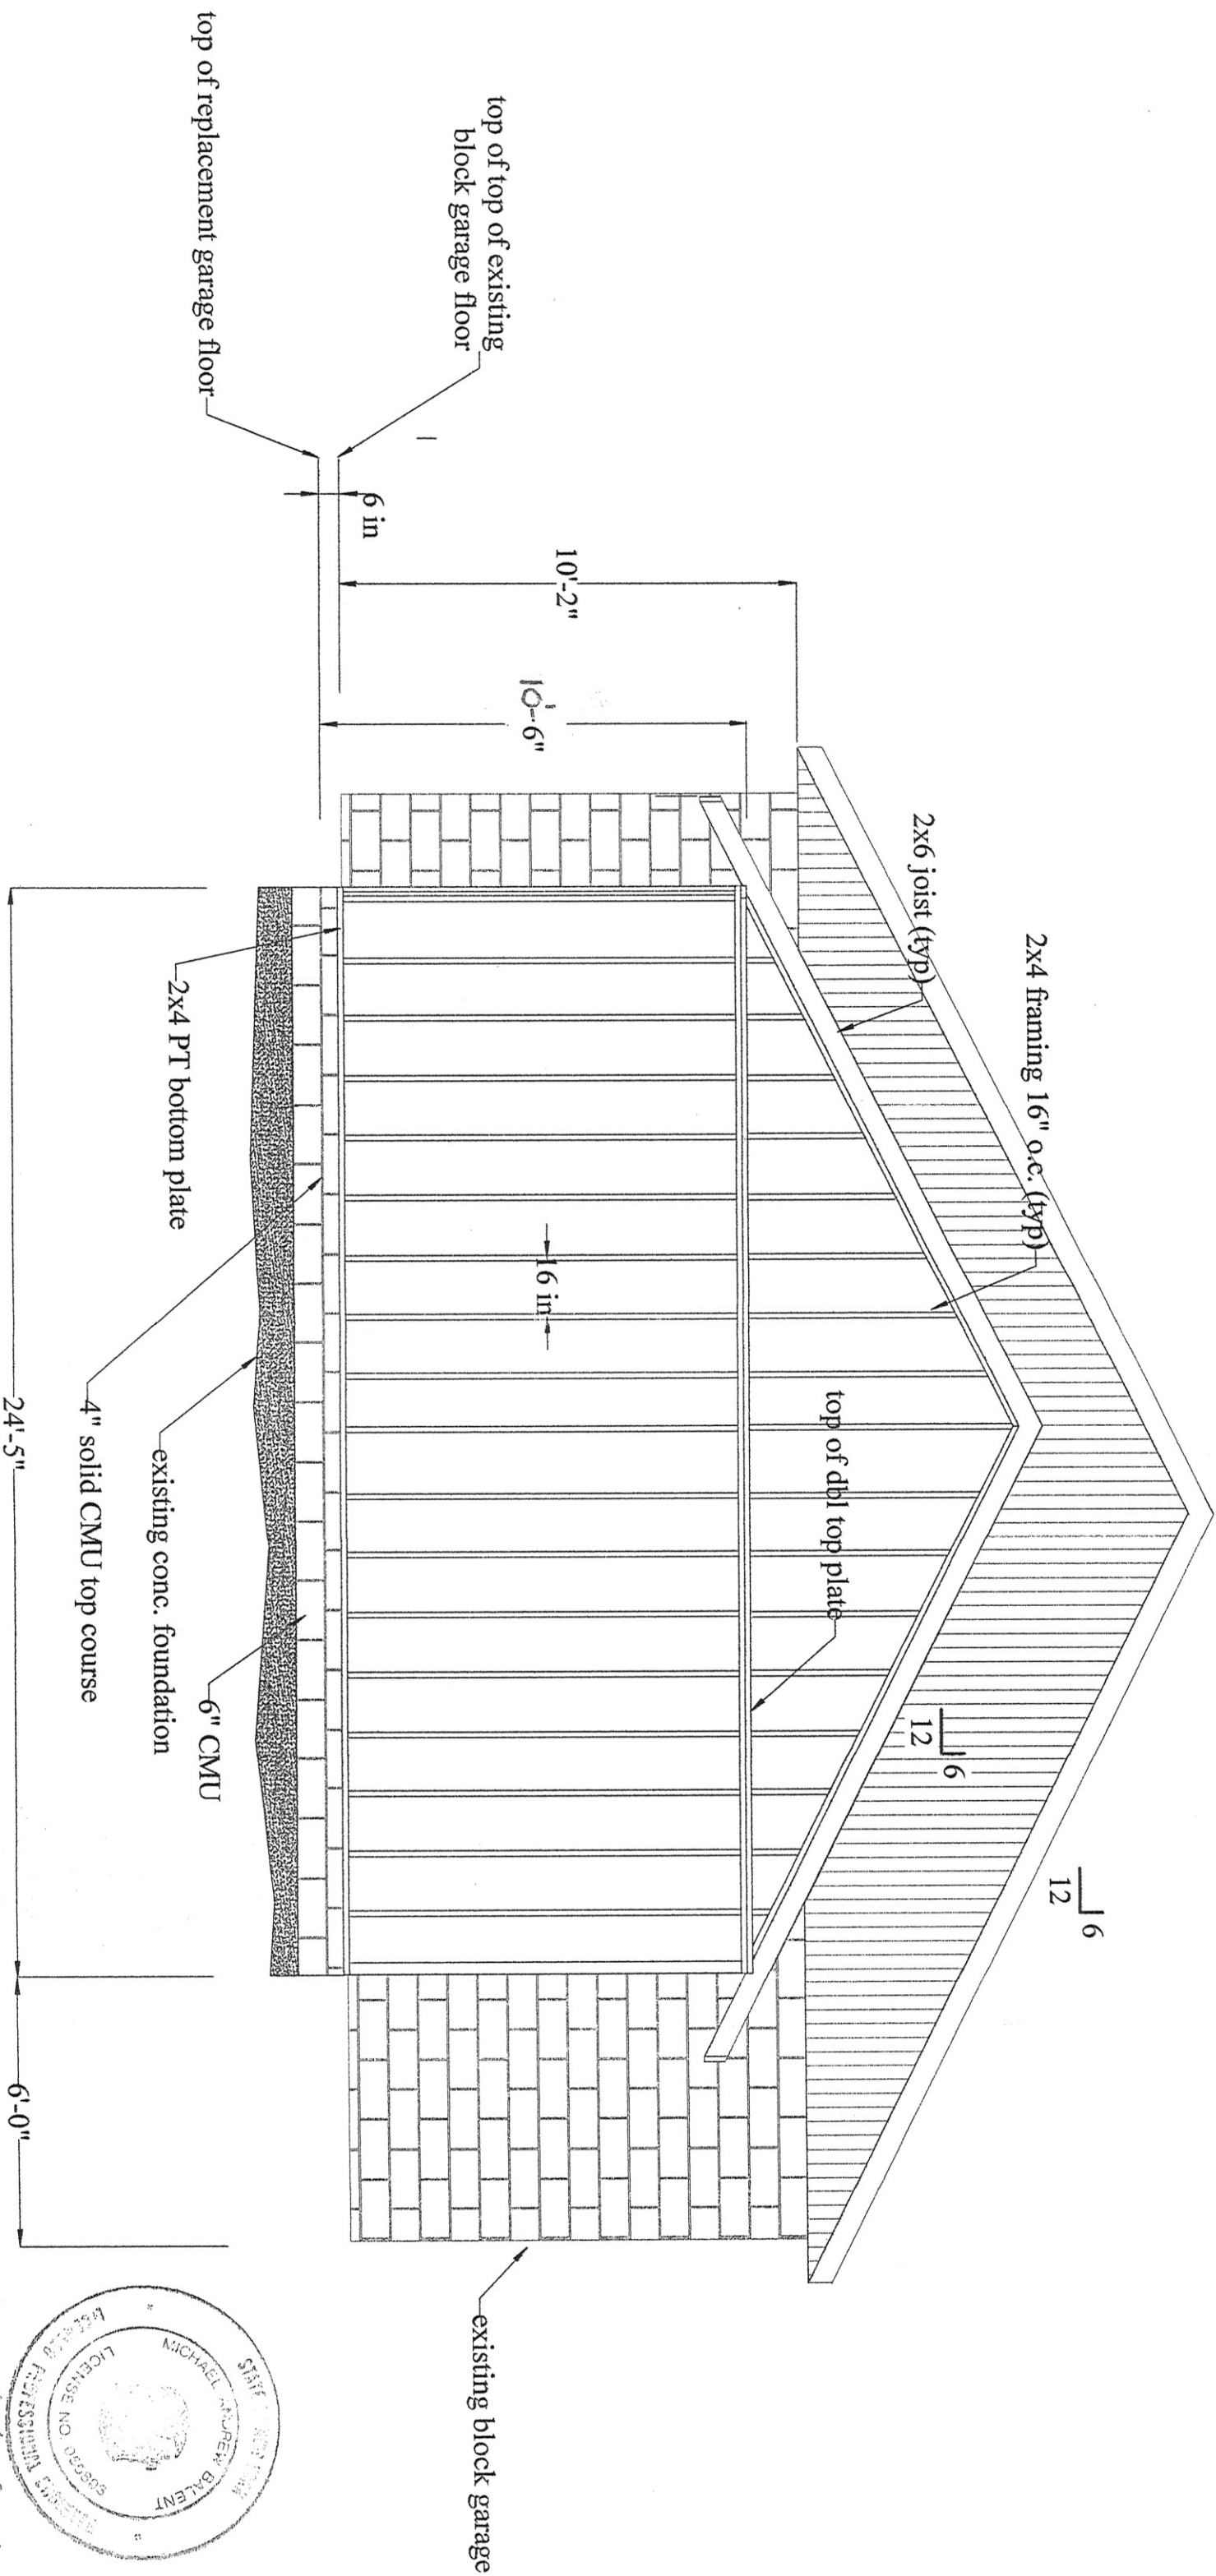 2x4 framing 16" o.c. (typ)
2x6 joist (typ)
6
12
6
12
top of dbl top plate
10'-2"
10'-6"
16 in
6 in
top of top of existing
block garage floor
top of replacement garage floor
existing block garage
2x4 PT bottom plate
4" solid CMU top course
existing conc. foundation
6" CMU
24'-5"
6'-0"
STATE
MICHAEL ANDREW BALENT
LICENSE NO.
LICENSED PROFESSIONAL